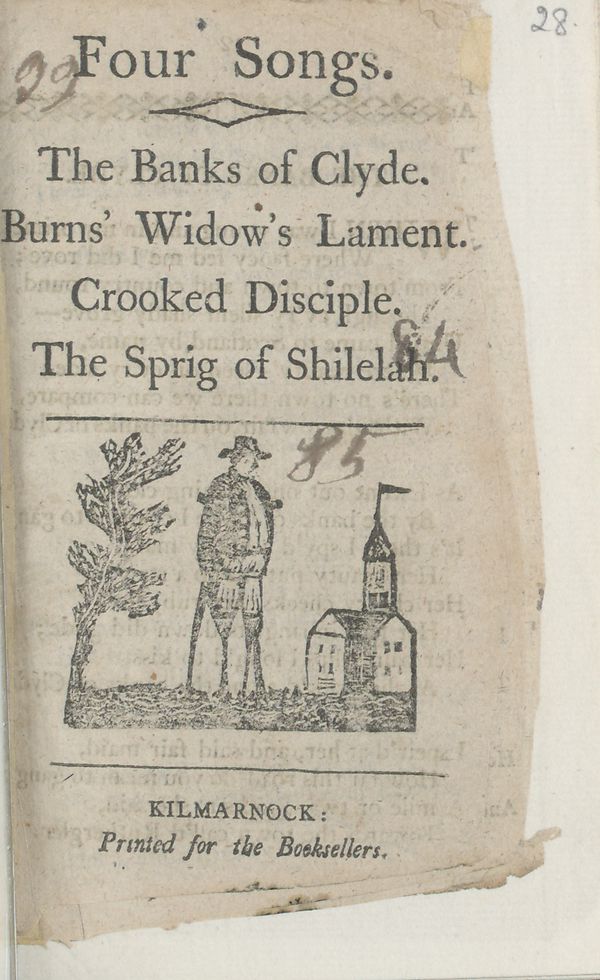 28.
99
Four Songs.
The Banks of Clyde.
Burns' Widow's Lament.
Crooked Disciple.
84
The Sprig of Shilelah.
85
KILMARNOCK:
Printed for the Booksellers.